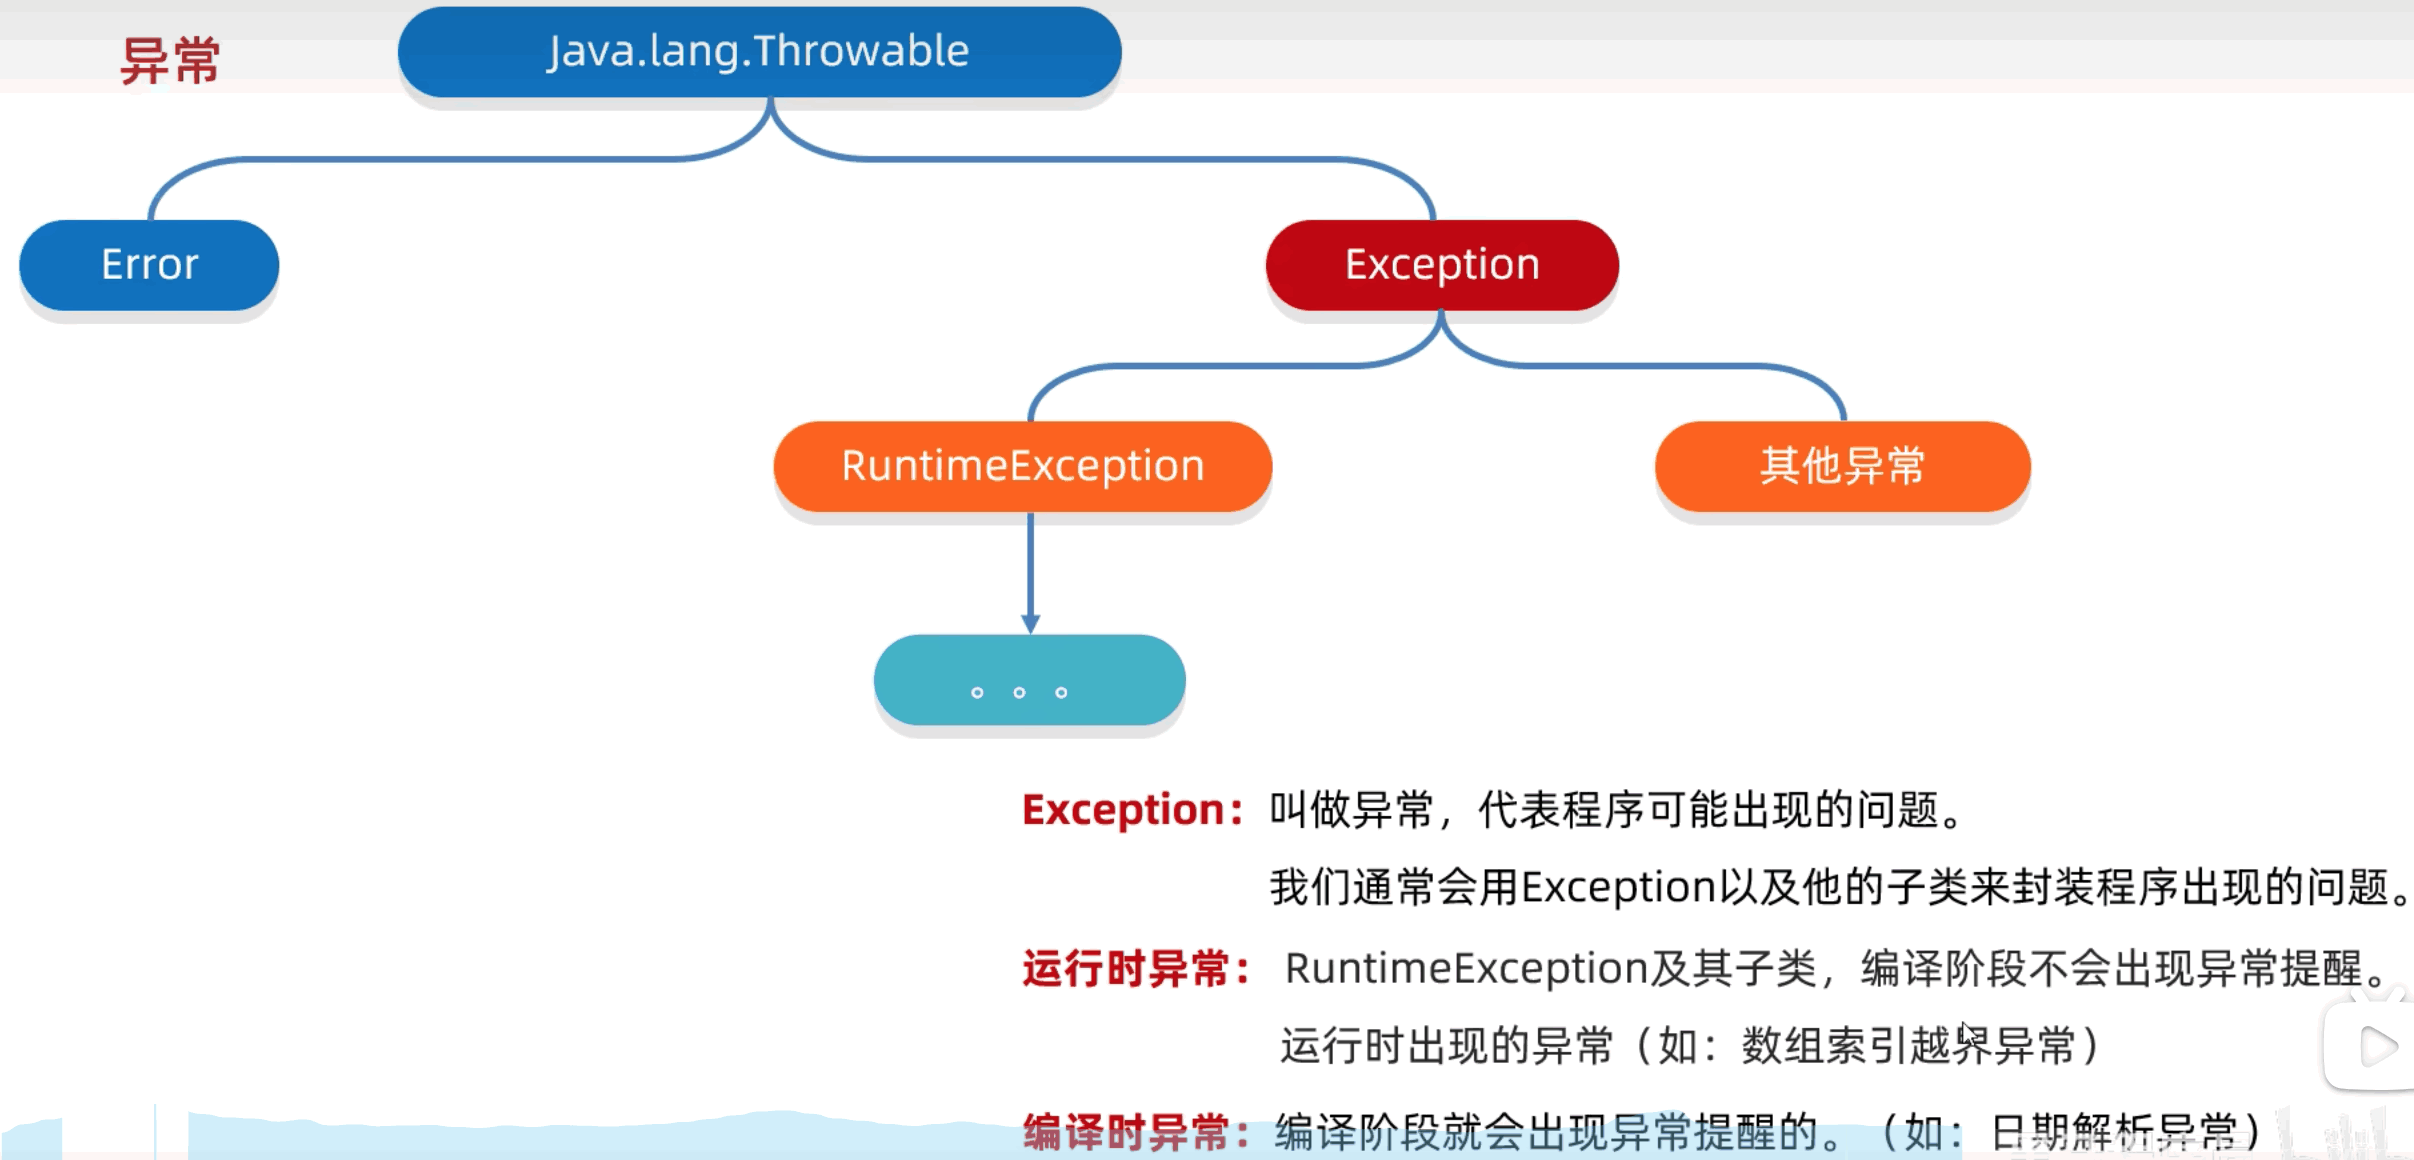 异常
Java.lang.Throwable
Error
Exception
RuntimeException
其他异常
。。。
Exception：叫做异常，代表程序可能出现的问题。
我们通常会用Exception以及他的子类来封装程序出现的问题。
运行时异常：RuntimeException及其子类，编译阶段不会出现异常提醒。
运行时出现的异常（如：数组索引越界异常）
编译时异常：编译阶段就会出现异常提醒的。（如：日期解析异常）